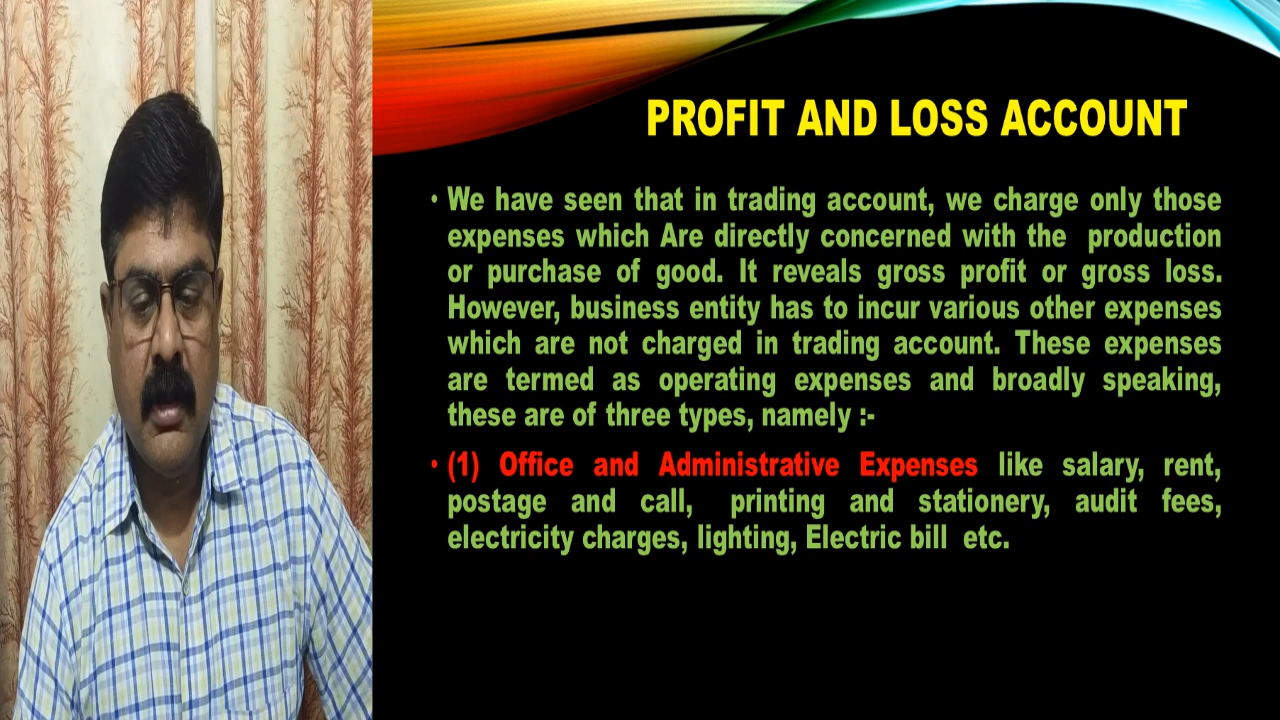 PROFIT AND LOSS ACCOUNT
• We have seen that in trading account, we charge only those
expenses which Are directly concerned with the production
or purchase of good. It reveals gross profit or gross loss.
However, business entity has to incur various other expenses
which are not charged in trading account. These expenses
are termed as operating expenses and broadly speaking,
these are of three types, namely :-
• (1) Office and Administrative Expenses like salary, rent,
postage and call, printing and stationery, audit fees,
electricity charges, lighting, Electric bill etc.